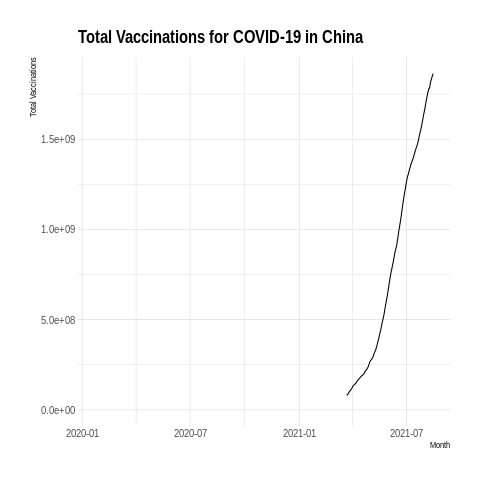 Total Vaccinations for COVID-19 in China
Total Vaccinations
1.5e+09
1.0e+09
5.0e+08
0.0e+00
2020-01
2020-07
2021-01
2021-07
Month